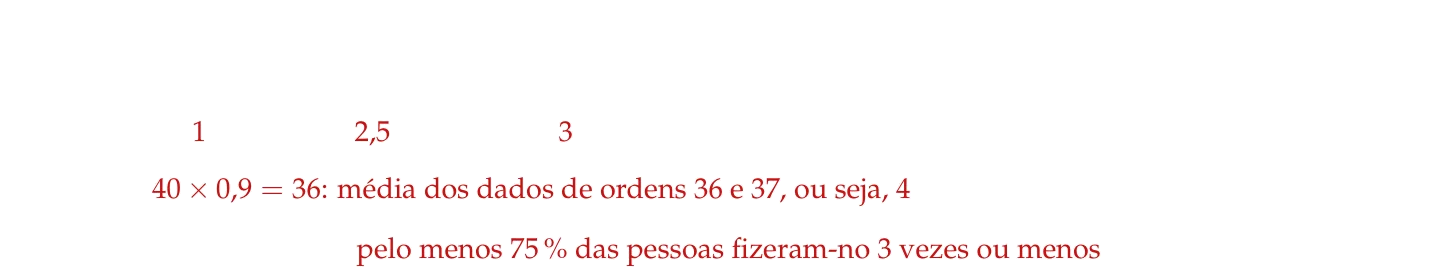 1 2,5 3
40 × 0,9 = 36: média dos dados de ordens 36 e 37, ou seja, 4
pelo menos 75 % das pessoas fizeram-no 3 vezes ou menos